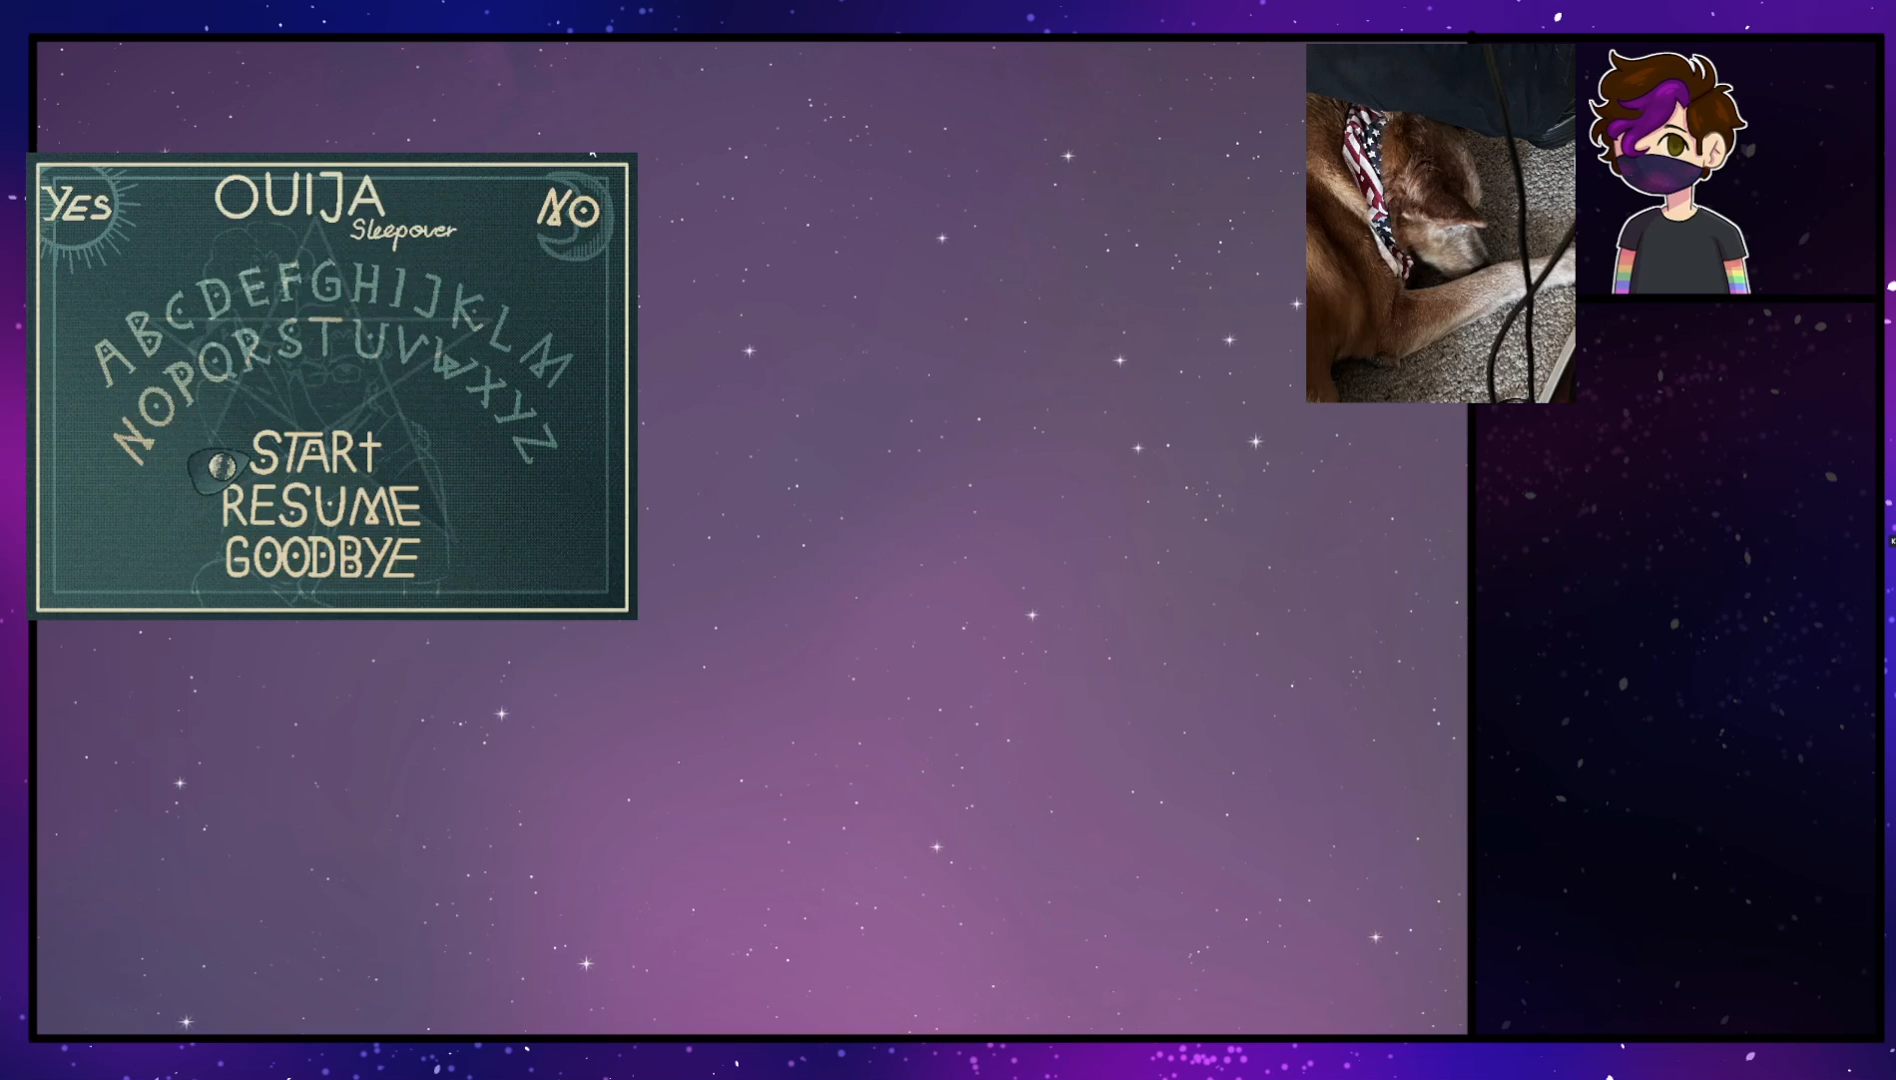 YES OUIJA NO
Sleepover
ABCDEFGHIJKLM
NOPQRSTUVWXYZ
START
RESUME
GOODBYE